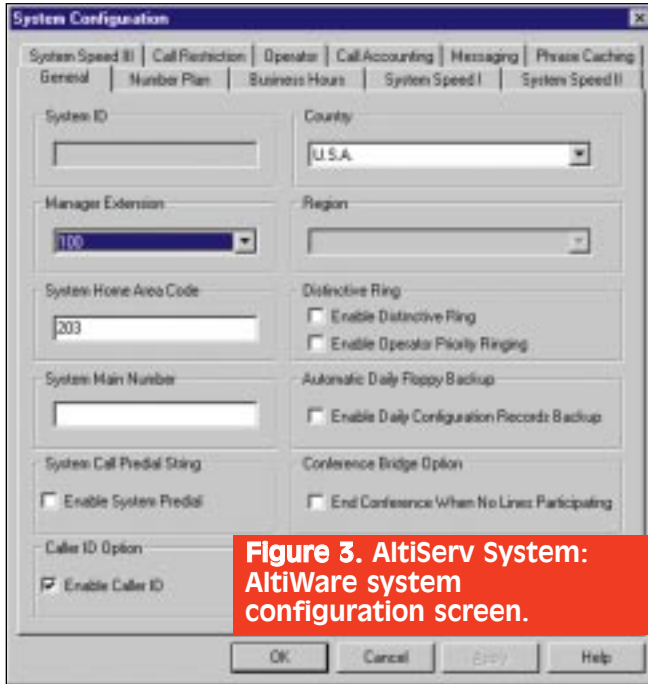 System Configuration
System Speed III | Call Restriction | Operator | Call Accounting | Messaging | Phrase Caching
General | Number Plan | Business Hours | System Speed I | System Speed II
System ID
Country
U.S.A.
Manager Extension
100
Region
System Home Area Code
203
Distinctive Ring
Enable Distinctive Ring
Enable Operator Priority Ringing
System Main Number
Automatic Daily Floppy Backup
Enable Daily Configuration Records Backup
System Call Predial String
Enable System Predial
Conference Bridge Option
End Conference When No Lines Participating
Caller ID Option
Enable Caller ID
Figure 3. AltiServ System:
AltiWare system
configuration screen.
OK
Cancel
Apply
Help